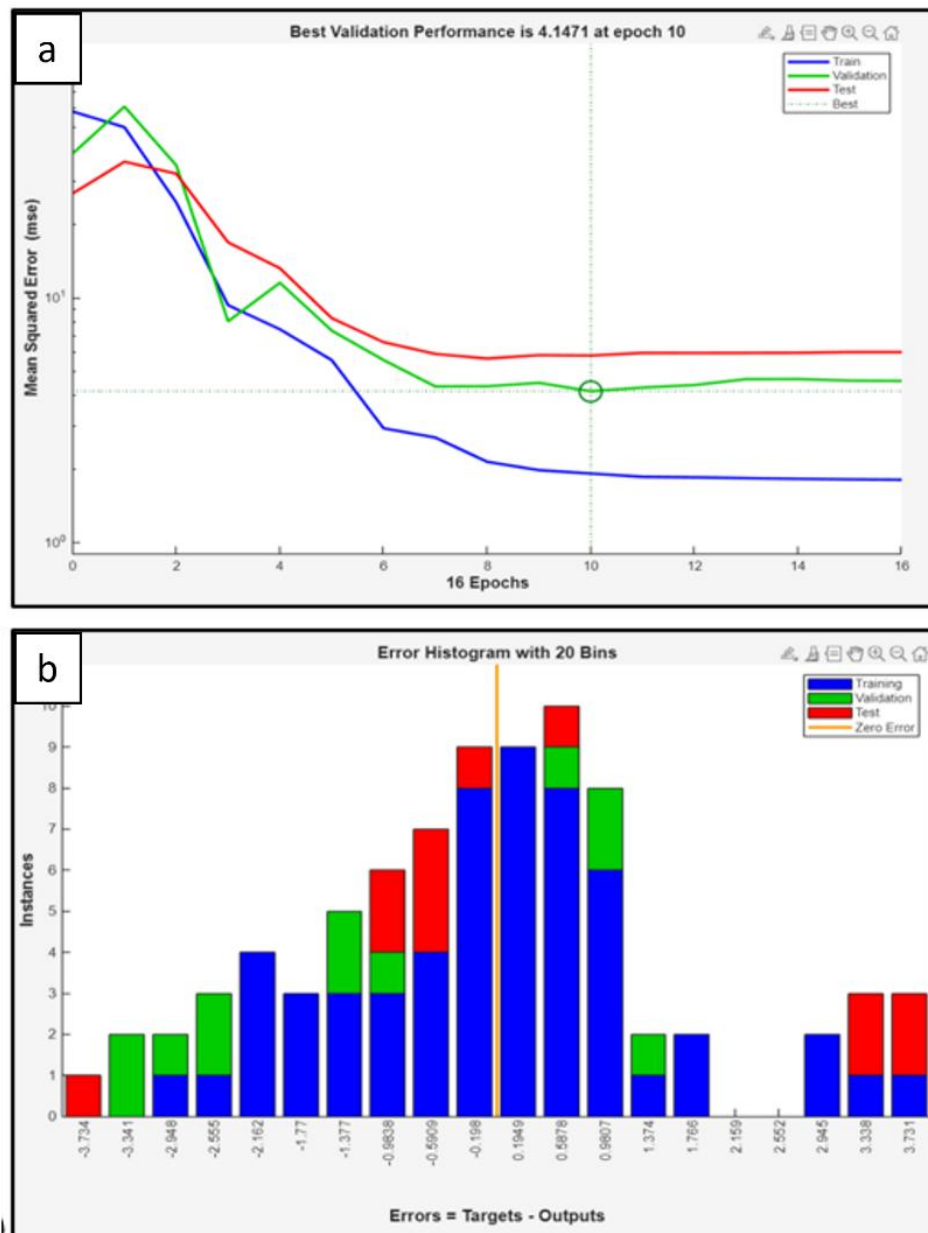 a
Best Validation Performance is 4.1471 at epoch 10
Train
Validation
Test
Best
Mean Squared Error (mse)
10¹
10⁰
0 2 4 6 8 10 12 14 16
16 Epochs
b
Error Histogram with 20 Bins
Training
Validation
Test
Zero Error
Instances
10
9
8
7
6
5
4
3
2
1
0
-3.734 -3.341 -2.948 -2.555 -2.162 -1.77 -1.377 -0.9838 -0.5909 -0.198 0.1949 0.5878 0.9807 1.374 1.766 2.159 2.552 2.945 3.338 3.731
Errors = Targets - Outputs